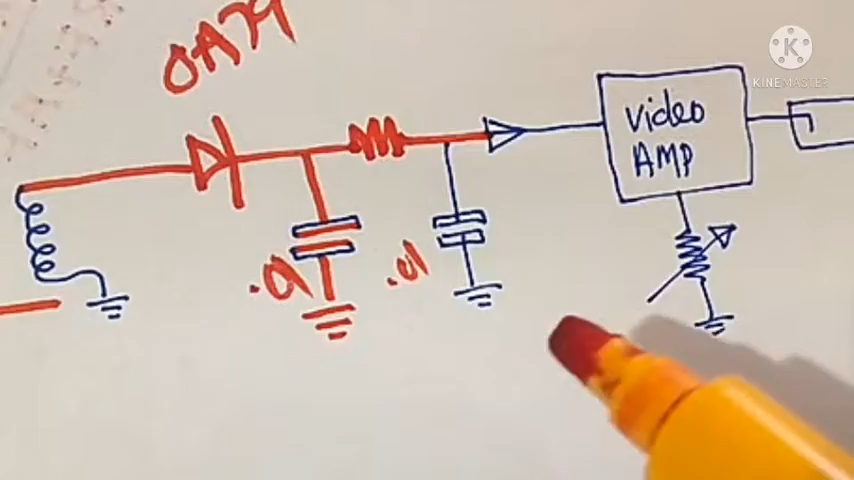 OA79
K
KINEMASTER
Video
AMP
.01
.01